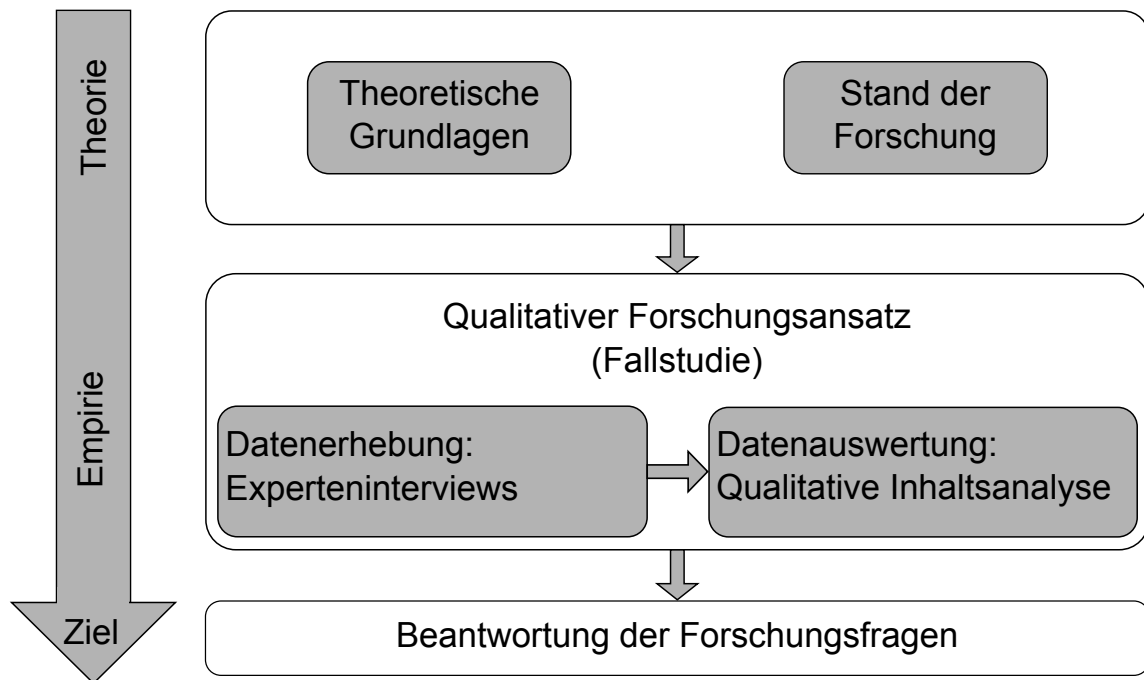 Theorie
Theoretische
Grundlagen
Stand der
Forschung
Empirie
Qualitativer Forschungsansatz
(Fallstudie)
Datenerhebung:
Experteninterviews
Datenauswertung:
Qualitative Inhaltsanalyse
Ziel
Beantwortung der Forschungsfragen